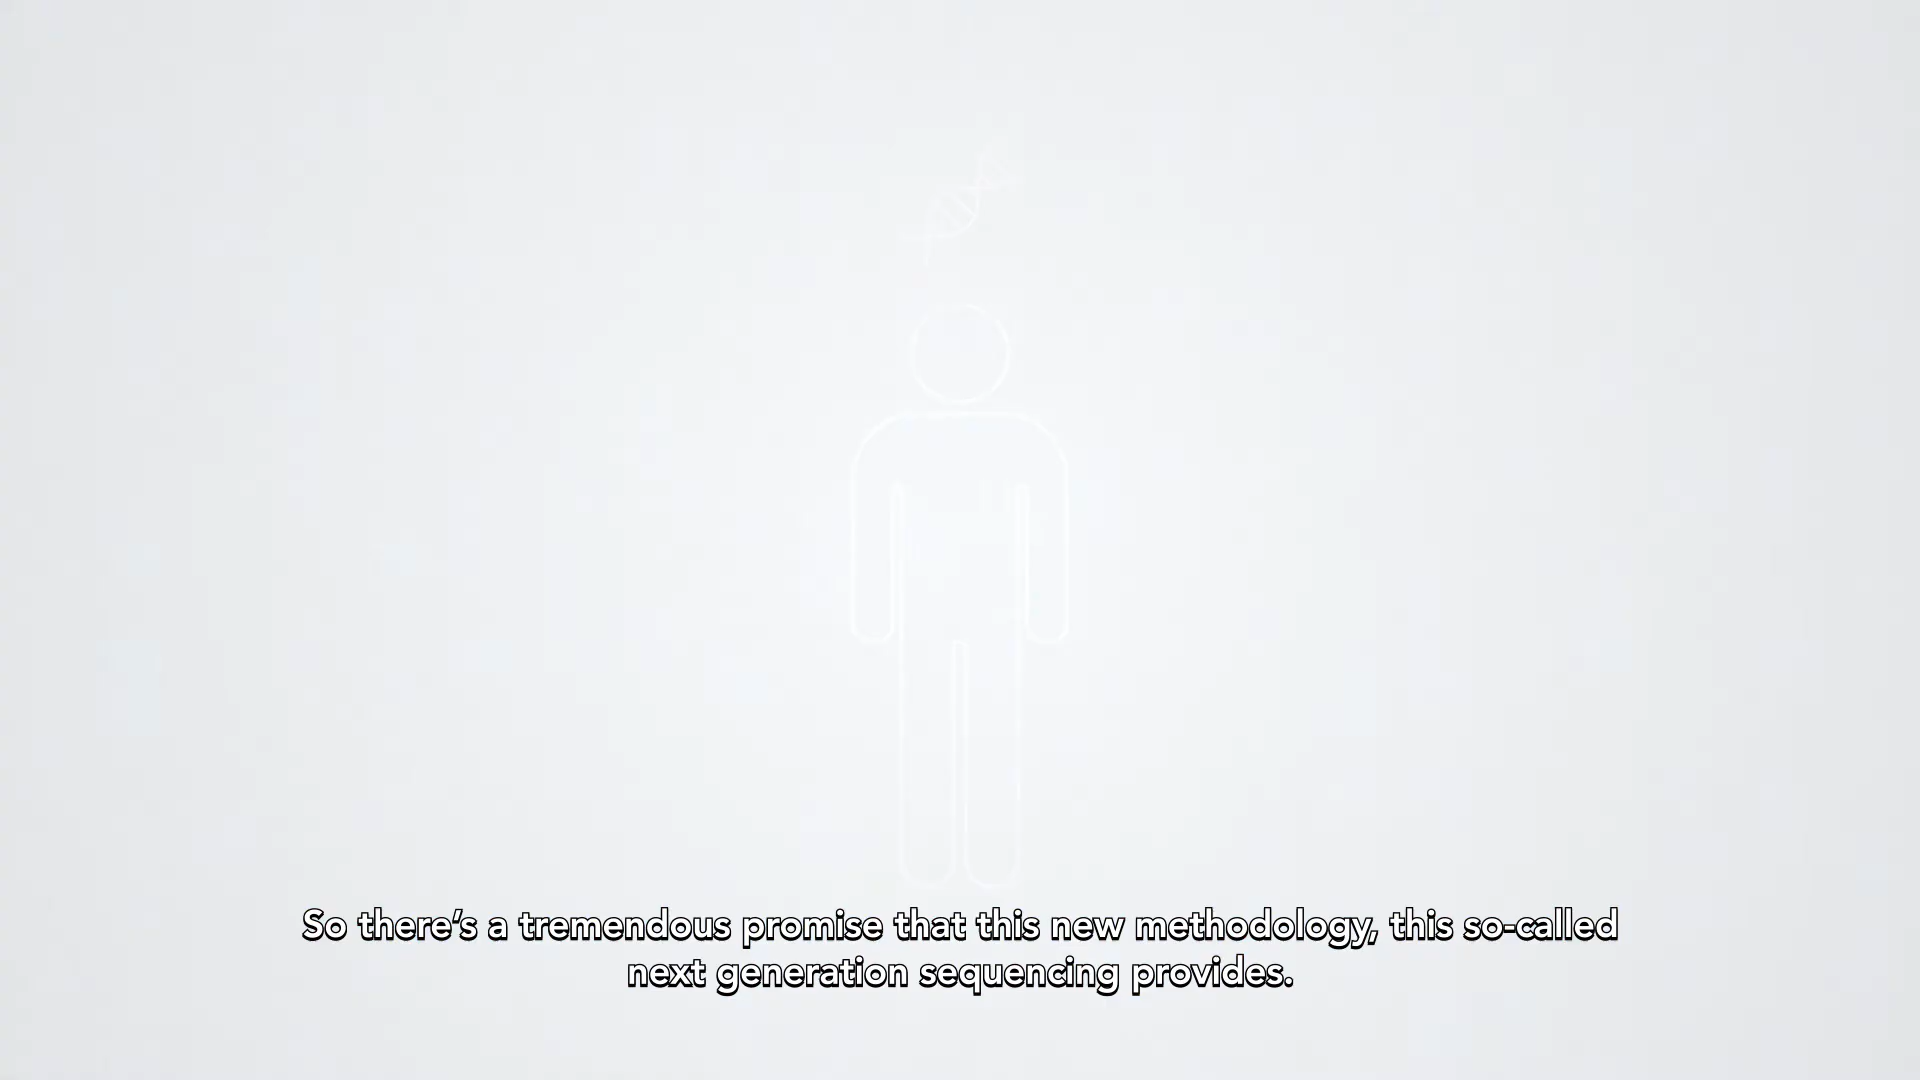 So there's a tremendous promise that this new methodology, this so-called
next generation sequencing provides.